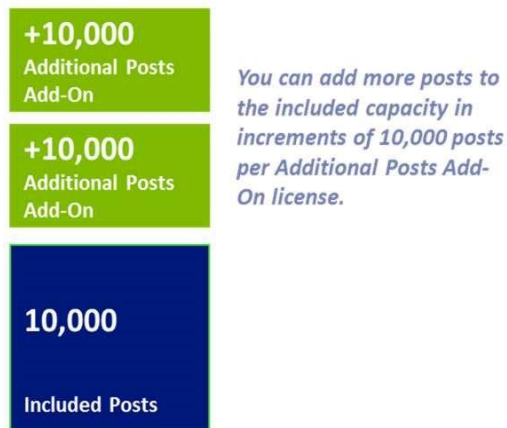 +10,000
Additional Posts
Add-On
You can add more posts to
the included capacity in
increments of 10,000 posts
per Additional Posts Add-
On license.
+10,000
Additional Posts
Add-On
10,000
Included Posts